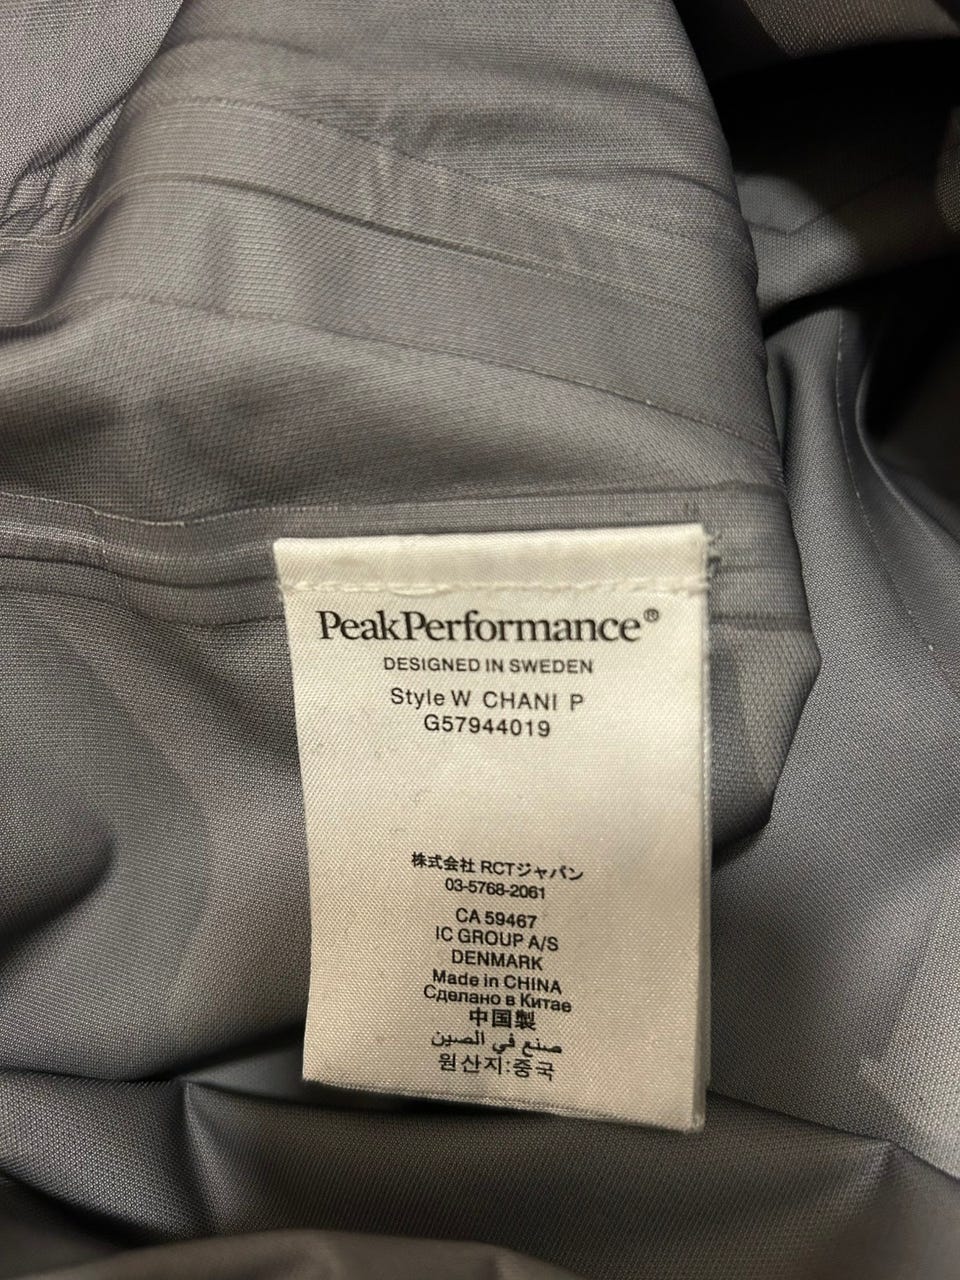 PeakPerformance®
DESIGNED IN SWEDEN
Style W CHANI P
G57944019
株式会社 RCTジャパン
03-5768-2061
CA 59467
IC GROUP A/S
DENMARK
Made in CHINA
Сделано в Китае
中国製
صنع في الصين
원산지:중국